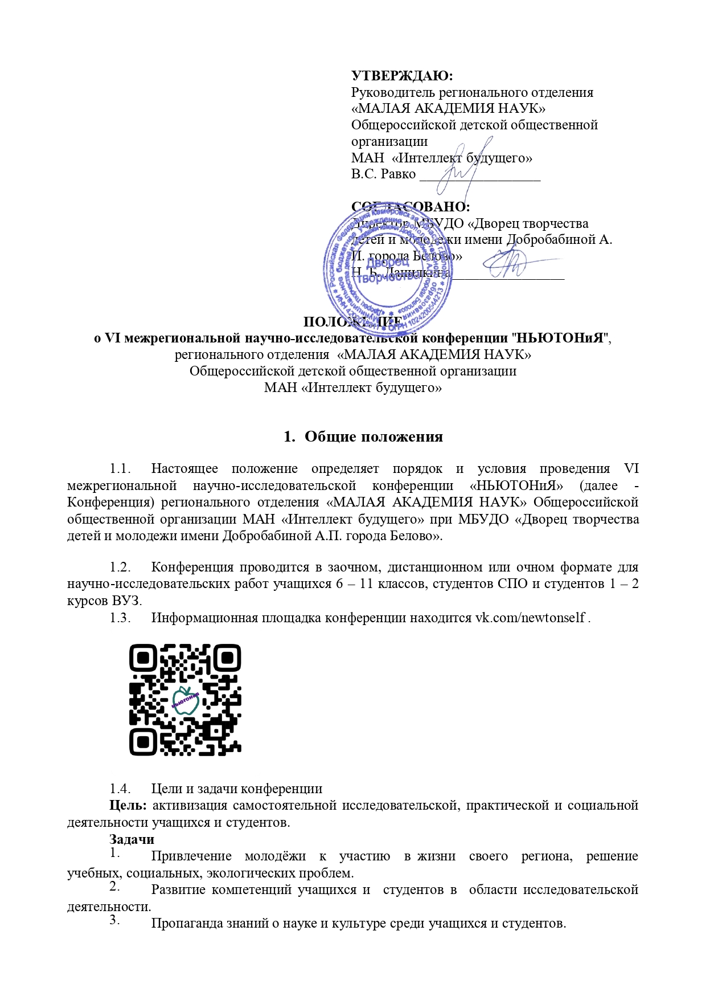 УТВЕРЖДАЮ:
Руководитель регионального отделения
«МАЛАЯ АКАДЕМИЯ НАУК»
Общероссийской детской общественной
организации
МАН «Интеллект будущего»
В.С. Равко _________________
СОГЛАСОВАНО:
Директор МБУДО «Дворец творчества
детей и молодежи имени Добробабиной А.
П. города Белово»
Н. Б. Данилкина________________
Дворец
творчества
ПОЛОЖЕНИЕ
о VI межрегиональной научно-исследовательской конференции "НЬЮТОНиЯ",
регионального отделения «МАЛАЯ АКАДЕМИЯ НАУК»
Общероссийской детской общественной организации
МАН «Интеллект будущего»
1. Общие положения
1.1. Настоящее положение определяет порядок и условия проведения VI
межрегиональной научно-исследовательской конференции «НЬЮТОНиЯ» (далее -
Конференция) регионального отделения «МАЛАЯ АКАДЕМИЯ НАУК» Общероссийской
общественной организации МАН «Интеллект будущего» при МБУДО «Дворец творчества
детей и молодежи имени Добробабиной А.П. города Белово».
1.2. Конференция проводится в заочном, дистанционном или очном формате для
научно-исследовательских работ учащихся 6 – 11 классов, студентов СПО и студентов 1 – 2
курсов ВУЗ.
1.3. Информационная площадка конференции находится vk.com/newtonself .
НЬЮТОНиЯ
1.4. Цели и задачи конференции
Цель: активизация самостоятельной исследовательской, практической и социальной
деятельности учащихся и студентов.
Задачи
1. Привлечение молодёжи к участию в жизни своего региона, решение
учебных, социальных, экологических проблем.
2. Развитие компетенций учащихся и студентов в области исследовательской
деятельности.
3. Пропаганда знаний о науке и культуре среди учащихся и студентов.